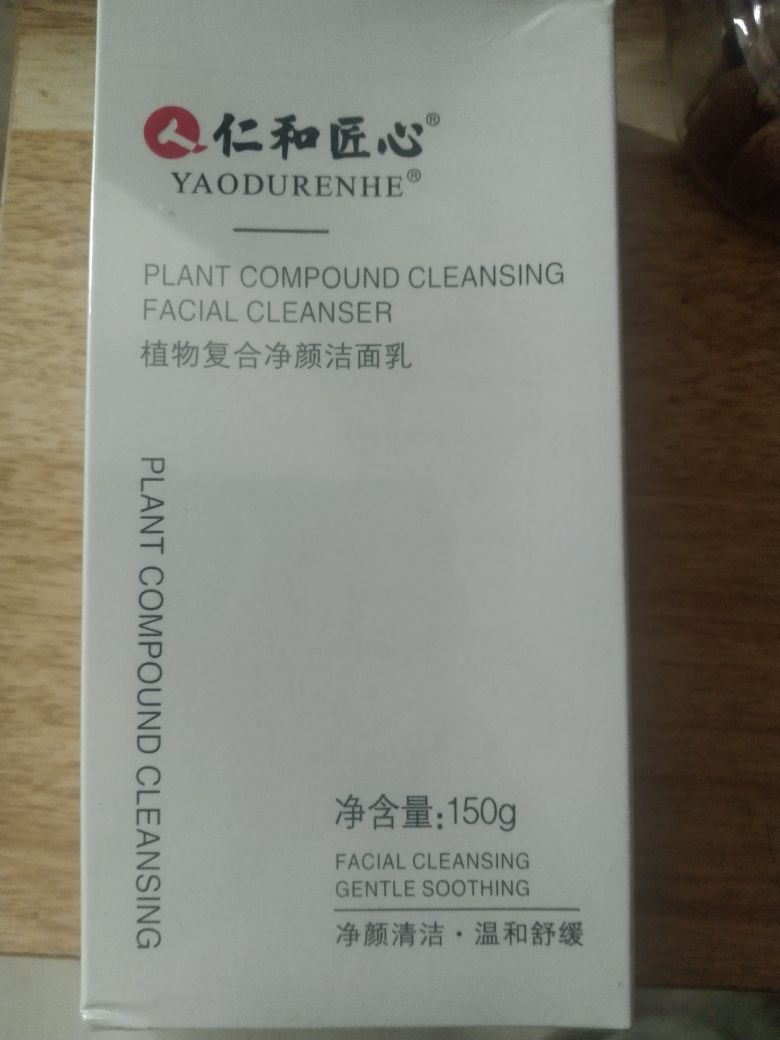 仁和匠心®
YAODURENHE®
PLANT COMPOUND CLEANSING
FACIAL CLEANSER
植物复合净颜洁面乳
PLANT COMPOUND CLEANSING
净含量:150g
FACIAL CLEANSING
GENTLE SOOTHING
净颜清洁·温和舒缓